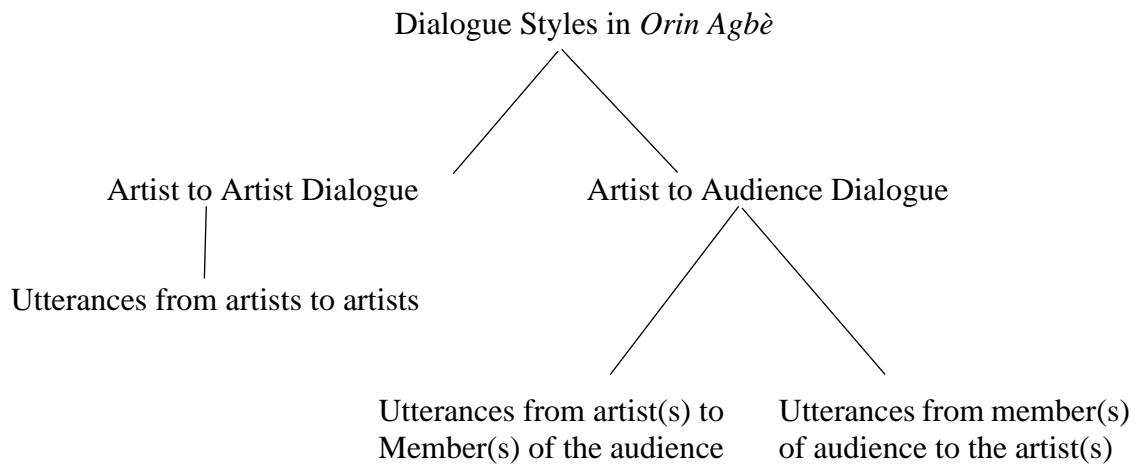 Dialogue Styles in Orin Agbè
Artist to Artist Dialogue
Artist to Audience Dialogue
Utterances from artists to artists
Utterances from artist(s) to
Member(s) of the audience
Utterances from member(s)
of audience to the artist(s)